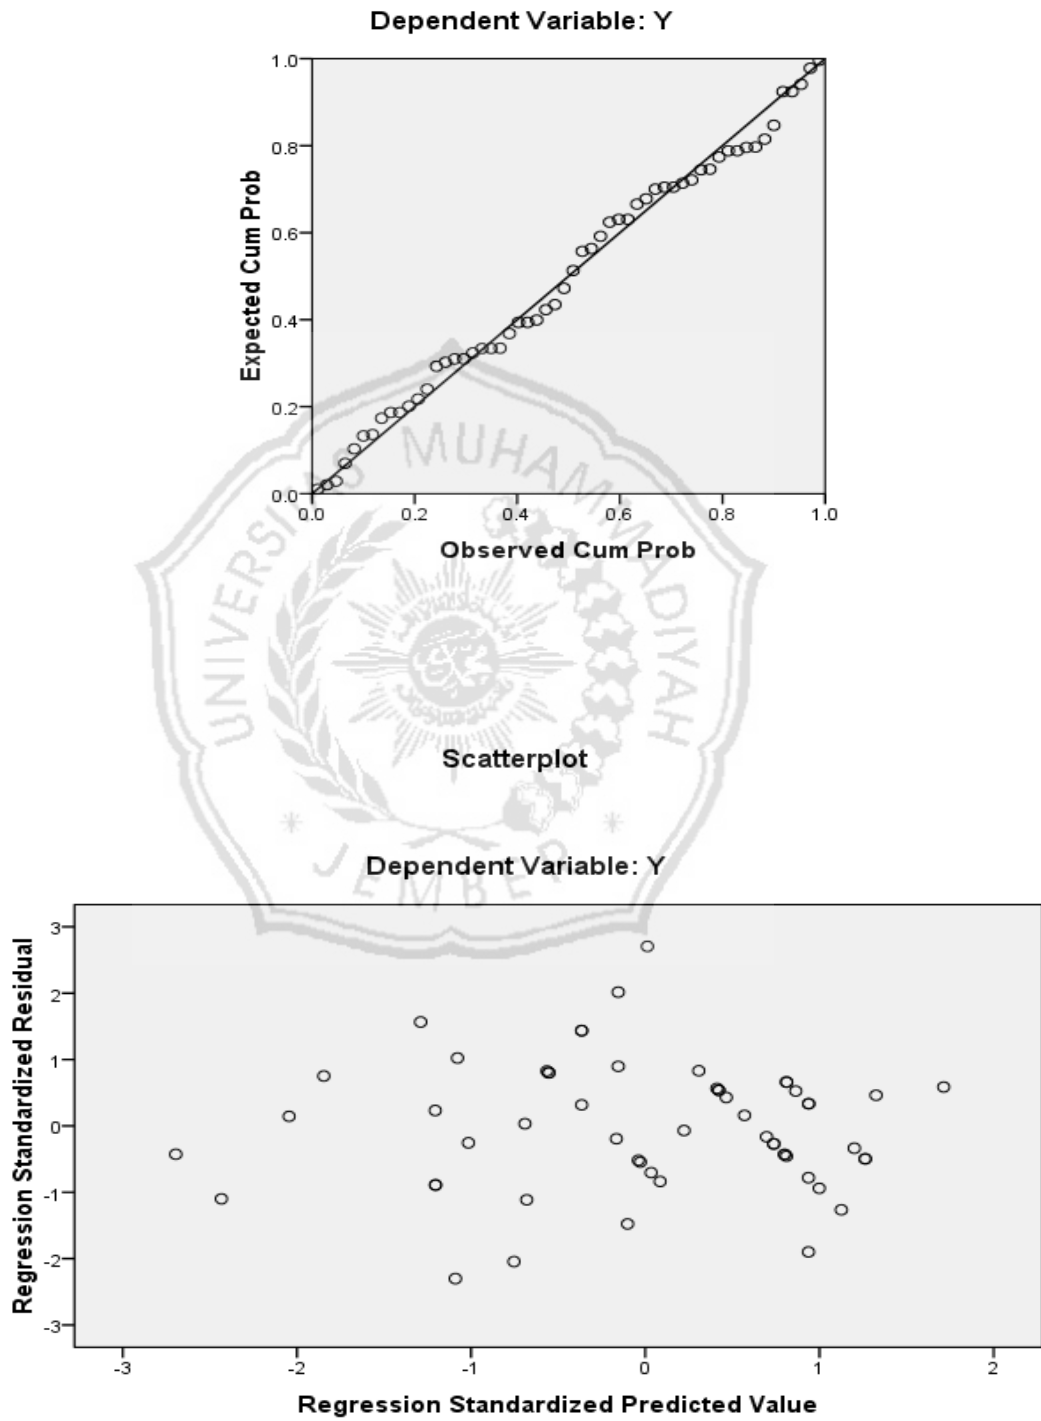 Dependent Variable: Y
1.0
0.8
0.6
0.4
0.2
0.0
Expected Cum Prob
0.0 0.2 0.4 0.6 0.8 1.0
Observed Cum Prob
UNIVERSITAS MUHAMMADIYAH
JEMBER
Scatterplot
Dependent Variable: Y
3
2
1
0
-1
-2
-3
Regression Standardized Residual
-3 -2 -1 0 1 2
Regression Standardized Predicted Value